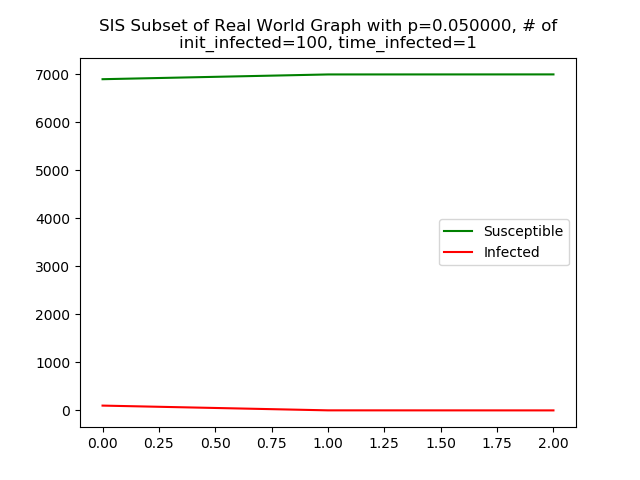 SIS Subset of Real World Graph with p=0.050000, # of
init_infected=100, time_infected=1
7000
6000
5000
4000
3000
2000
1000
0
Susceptible
Infected
0.00 0.25 0.50 0.75 1.00 1.25 1.50 1.75 2.00